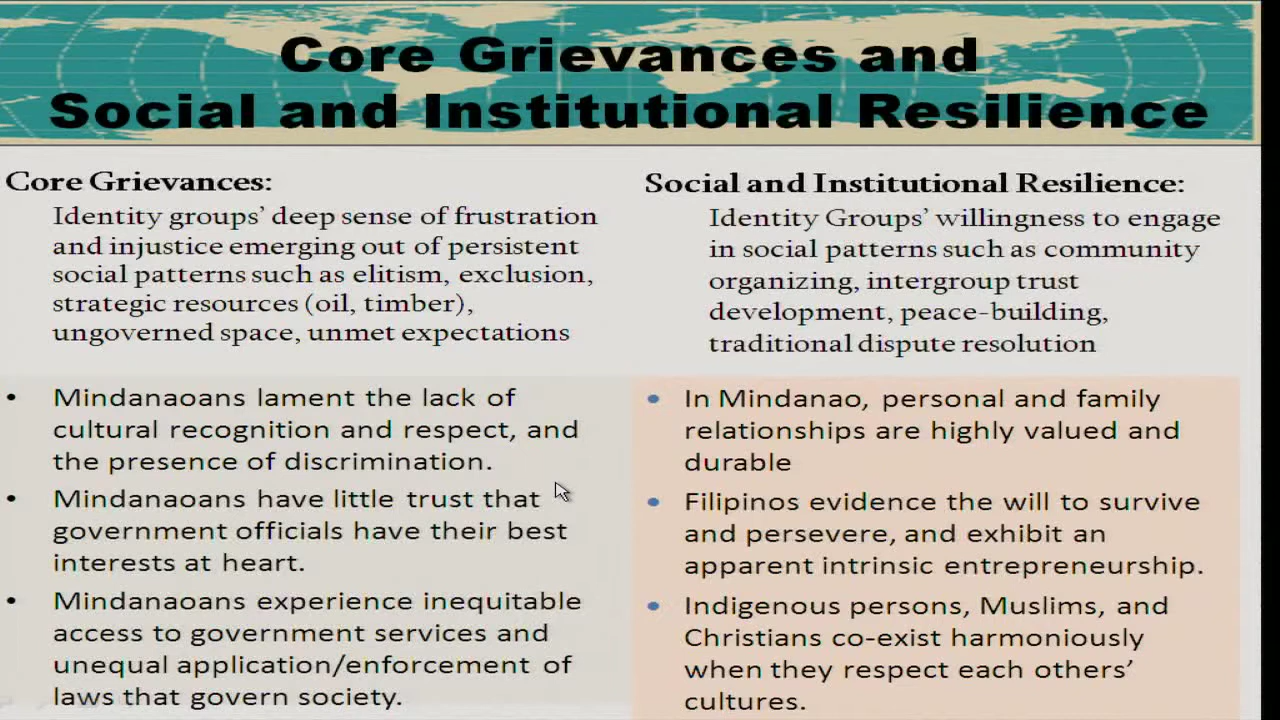 Core Grievances and
Social and Institutional Resilience
Core Grievances:
Identity groups' deep sense of frustration
and injustice emerging out of persistent
social patterns such as elitism, exclusion,
strategic resources (oil, timber),
ungoverned space, unmet expectations
• Mindanaoans lament the lack of
cultural recognition and respect, and
the presence of discrimination.
• Mindanaoans have little trust that
government officials have their best
interests at heart.
• Mindanaoans experience inequitable
access to government services and
unequal application/enforcement of
laws that govern society.
Social and Institutional Resilience:
Identity Groups' willingness to engage
in social patterns such as community
organizing, intergroup trust
development, peace-building,
traditional dispute resolution
• In Mindanao, personal and family
relationships are highly valued and
durable
• Filipinos evidence the will to survive
and persevere, and exhibit an
apparent intrinsic entrepreneurship.
• Indigenous persons, Muslims, and
Christians co-exist harmoniously
when they respect each others'
cultures.